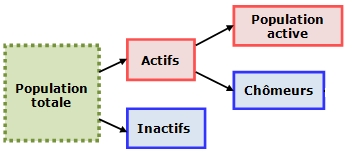 Population
totale
Actifs
Inactifs
Population
active
Chômeurs